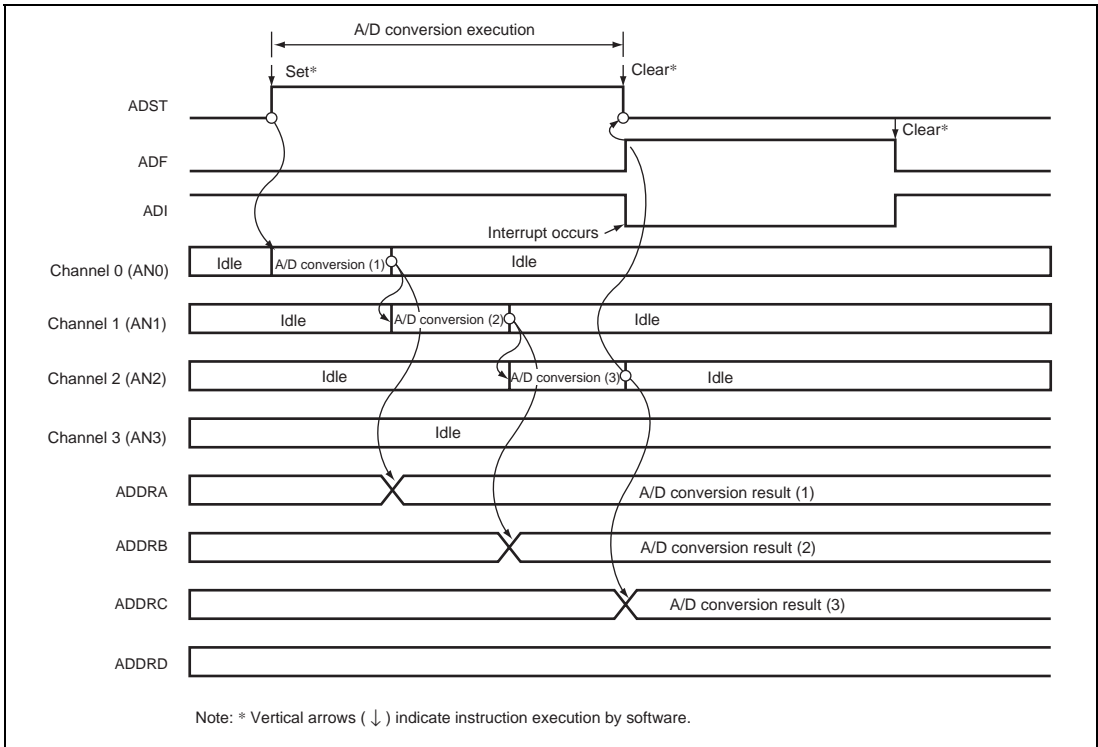 A/D conversion execution
Set*
Clear*
ADST
Clear*
ADF
ADI
Interrupt occurs
Channel 0 (AN0)
Idle
A/D conversion (1)
Idle
Channel 1 (AN1)
Idle
A/D conversion (2)
Idle
Channel 2 (AN2)
Idle
A/D conversion (3)
Idle
Channel 3 (AN3)
Idle
ADDRA
A/D conversion result (1)
ADDRB
A/D conversion result (2)
ADDRC
A/D conversion result (3)
ADDRD
Note: * Vertical arrows ( ↓ ) indicate instruction execution by software.